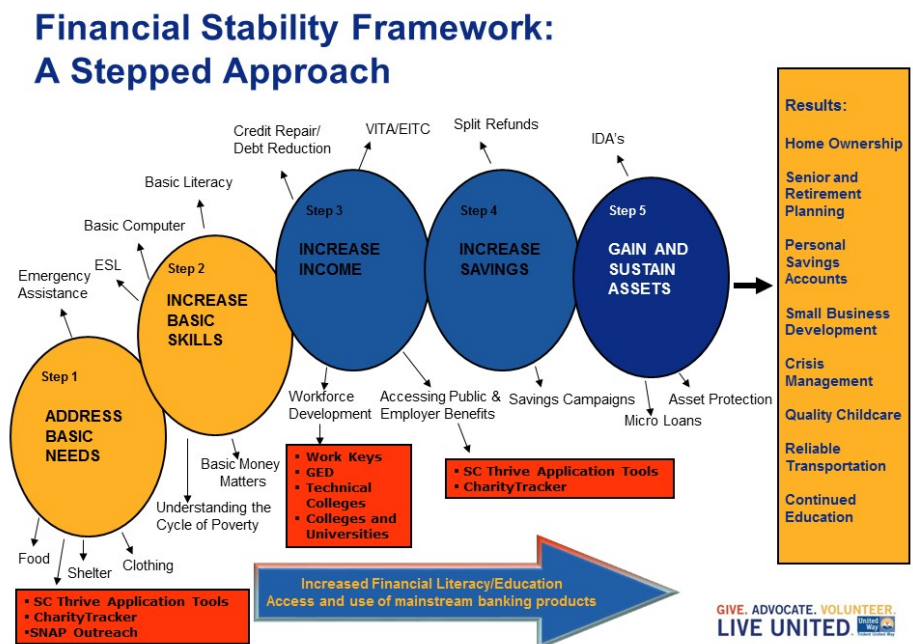 Financial Stability Framework:
A Stepped Approach
Results:
Home Ownership
Senior and
Retirement
Planning
Personal
Savings
Accounts
Small Business
Development
Crisis
Management
Quality Childcare
Reliable
Transportation
Continued
Education
Emergency
Assistance
Step 1
ADDRESS
BASIC
NEEDS
Food
Shelter
Clothing
▪ SC Thrive Application Tools
▪ CharityTracker
▪SNAP Outreach
ESL
Basic Computer
Basic Literacy
Step 2
INCREASE
BASIC
SKILLS
Understanding the
Cycle of Poverty
Basic Money
Matters
Credit Repair/
Debt Reduction
VITA/EITC
Step 3
INCREASE
INCOME
Workforce
Development
▪ Work Keys
▪ GED
▪ Technical
Colleges
▪ Colleges and
Universities
Accessing Public &
Employer Benefits
▪ SC Thrive Application Tools
▪ CharityTracker
Split Refunds
Step 4
INCREASE
SAVINGS
Savings Campaigns
IDA's
Step 5
GAIN AND
SUSTAIN
ASSETS
Micro Loans
Asset Protection
Increased Financial Literacy/Education
Access and use of mainstream banking products
GIVE. ADVOCATE. VOLUNTEER.
LIVE UNITED
United
Way
Trident United Way